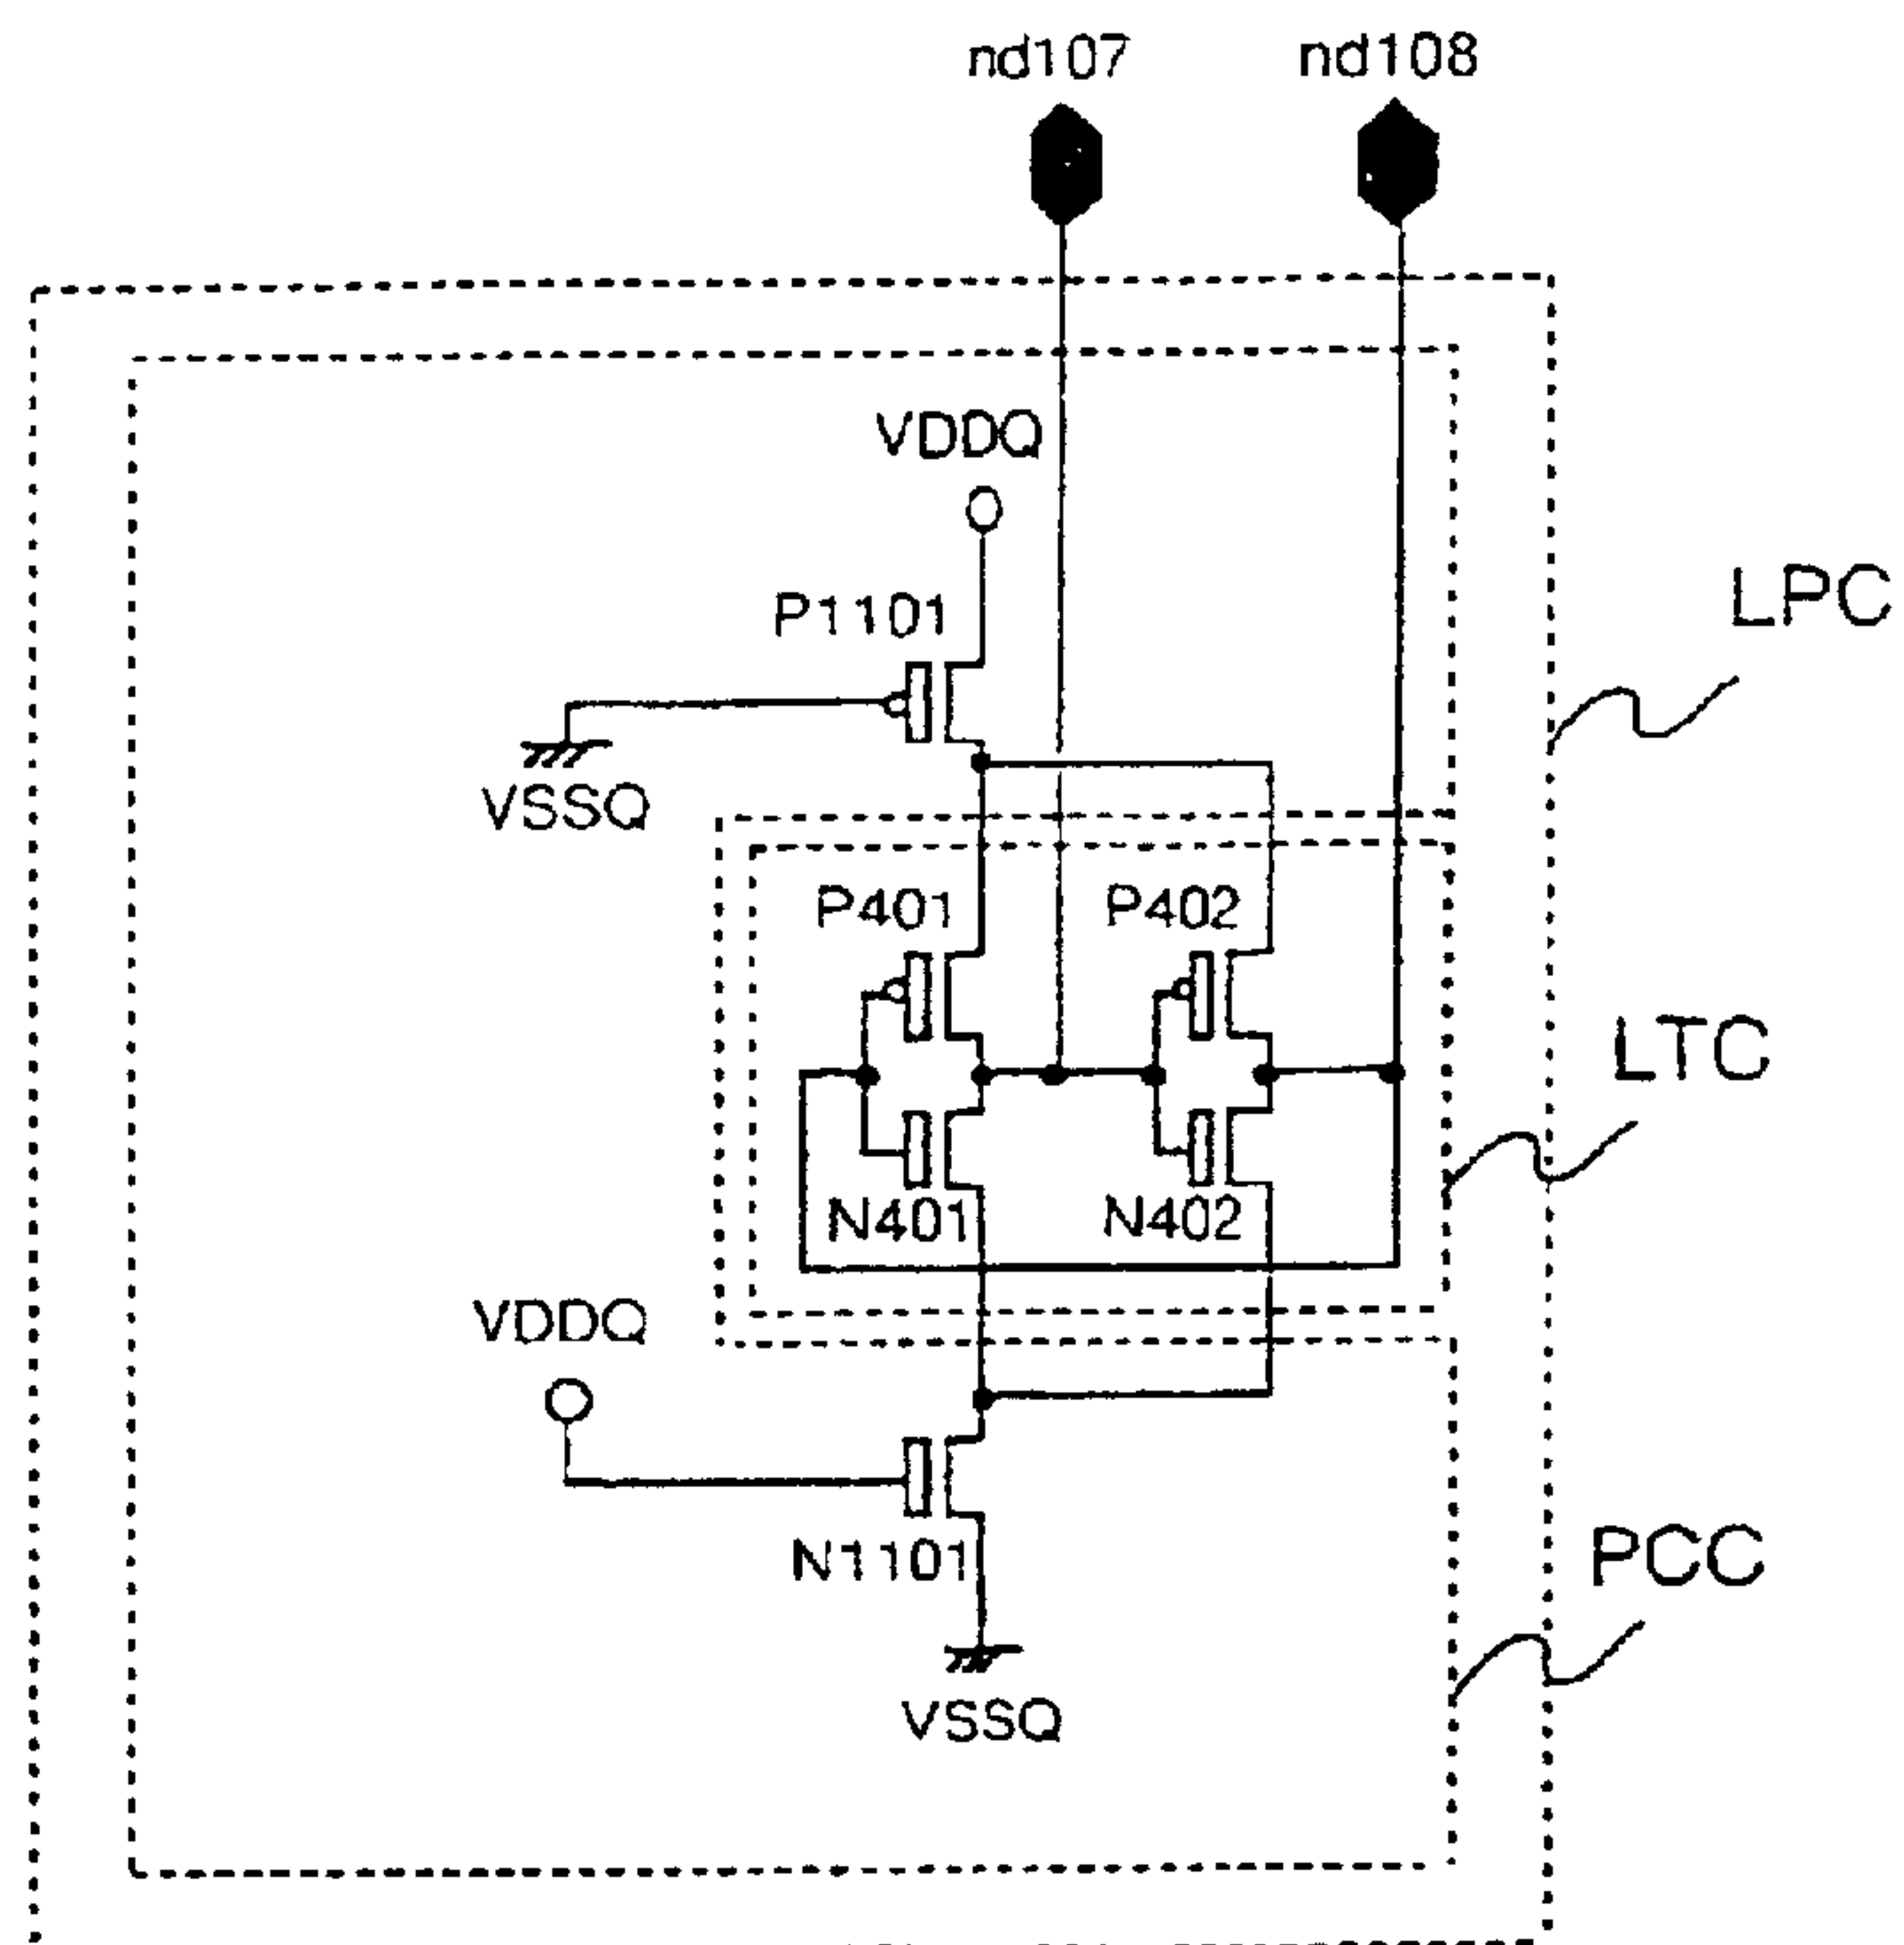 nd107
nd108
VDDQ
P1101
LPC
VSSQ
P401
P402
LTC
N401
N402
VDDQ
PCC
N1101
VSSQ